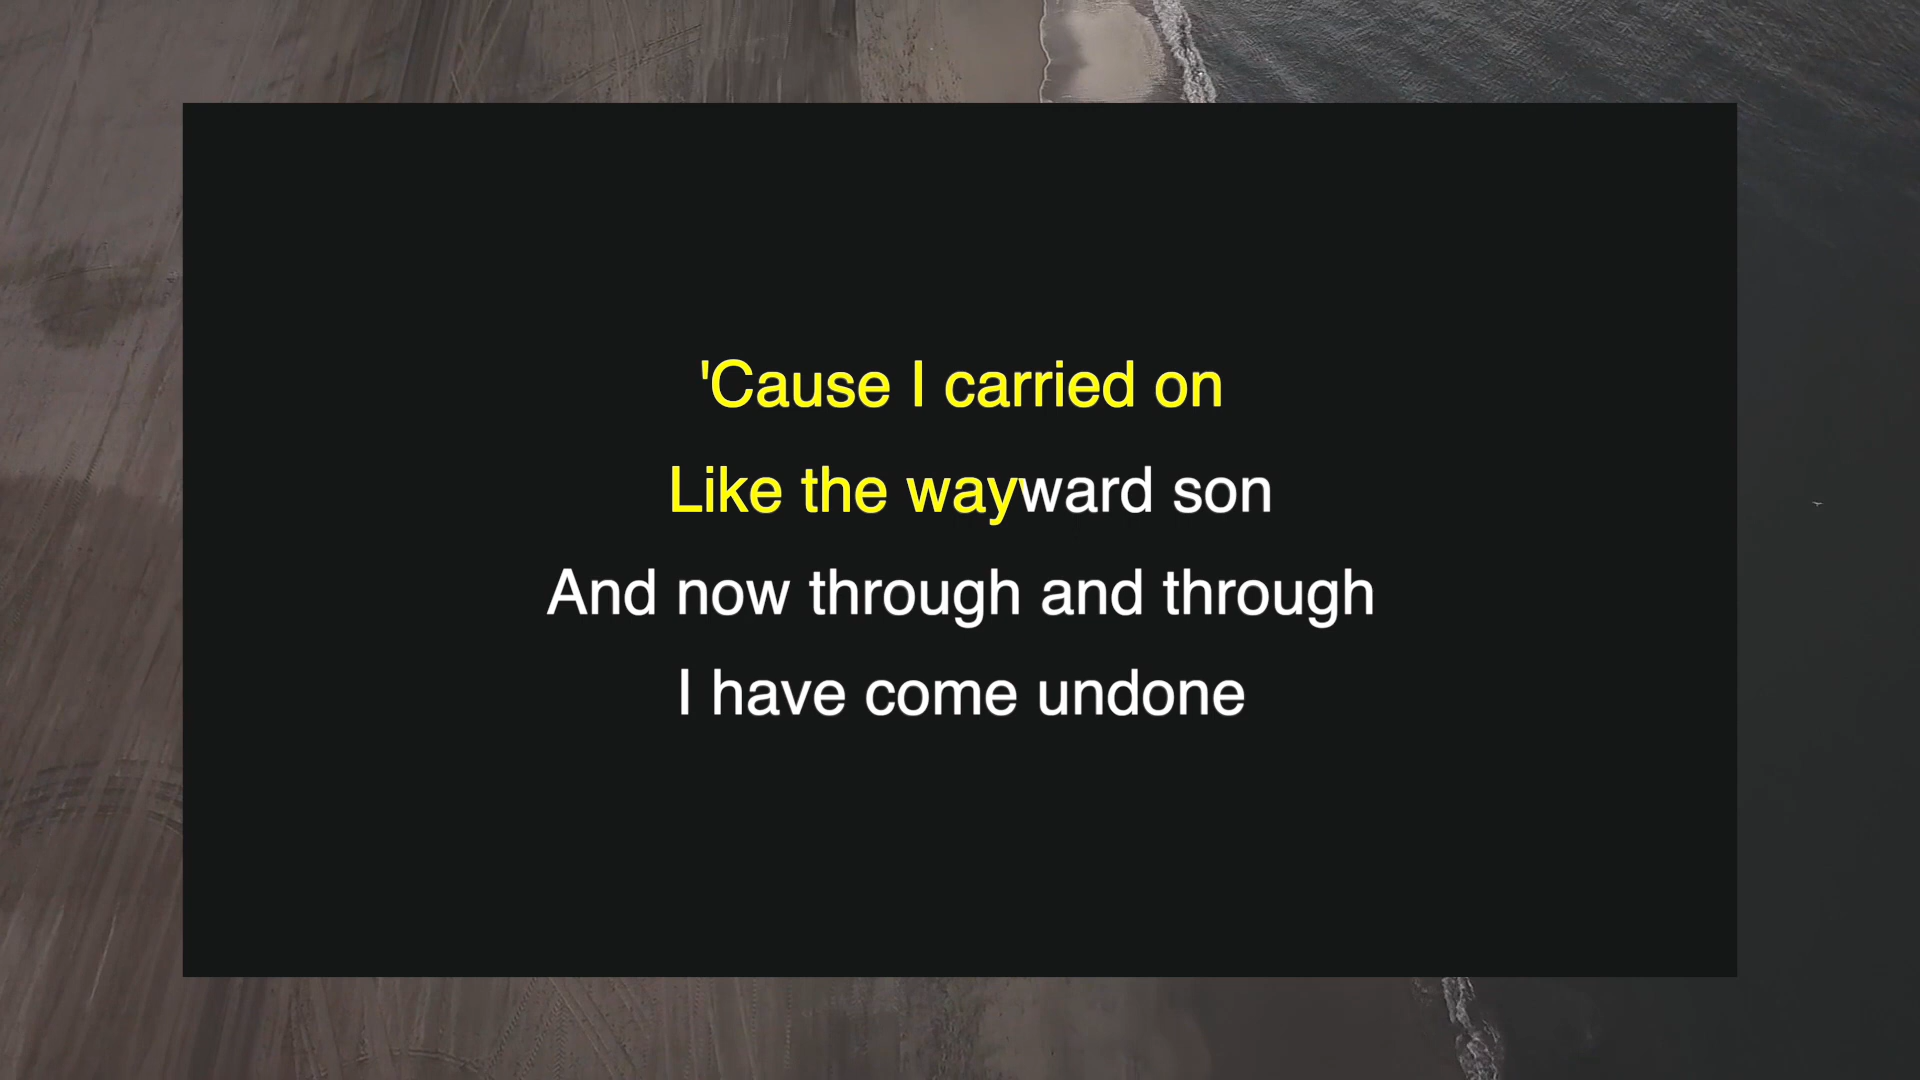 'Cause I carried on
Like the wayward son
And now through and through
I have come undone